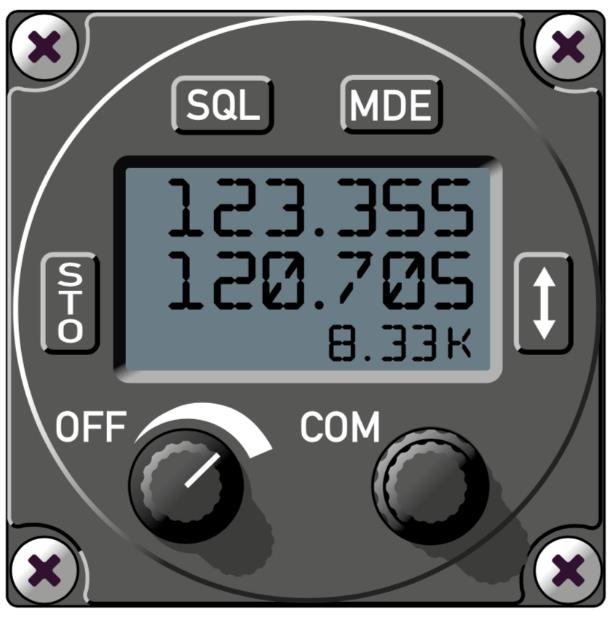 SQL MDE
123.355
120.705
8.33K
STO
OFF COM